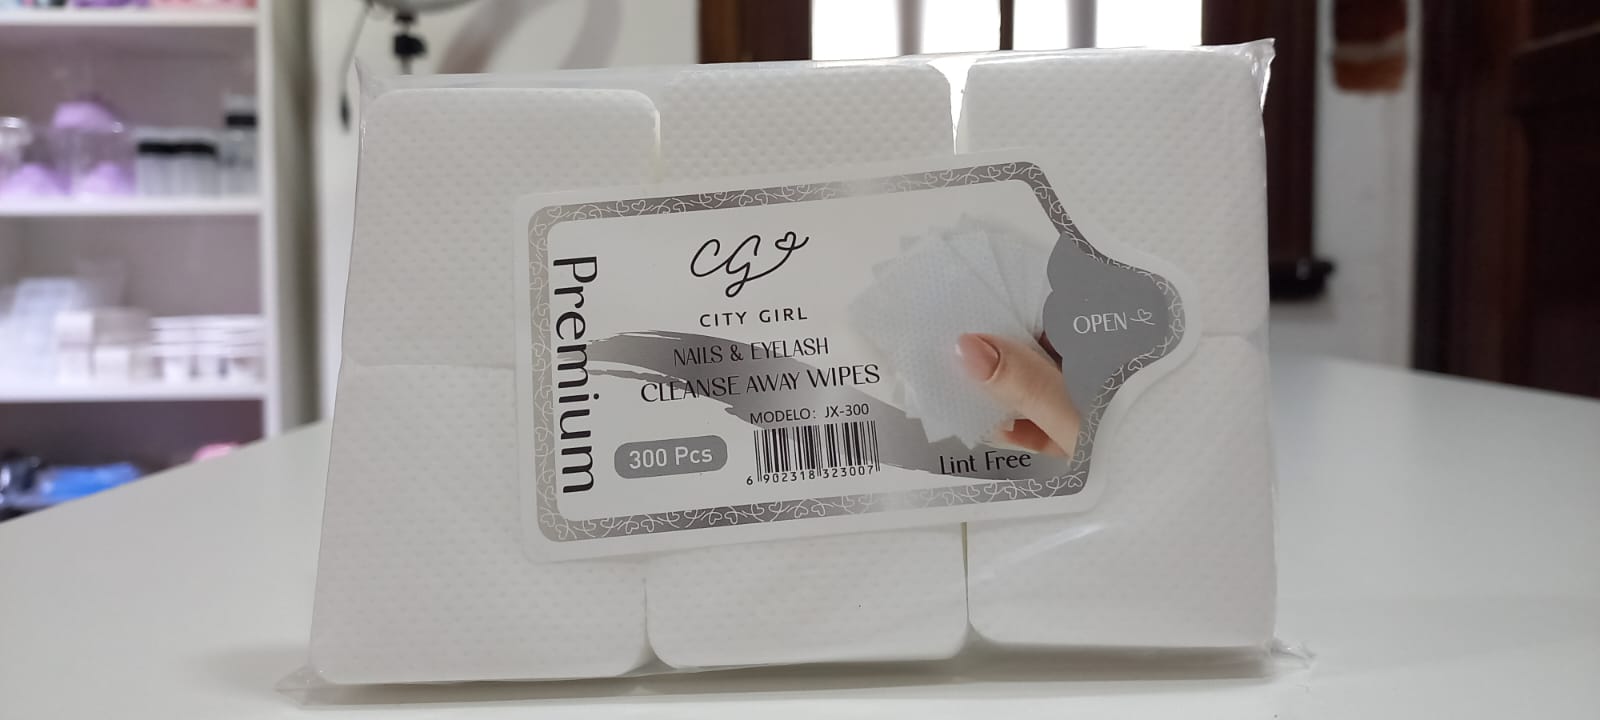 Premium
CG
CITY GIRL
NAILS & EYELASH
CLEANSE AWAY WIPES
MODELO: JX-300
300 Pcs
6 902318 323007
Lint Free
OPEN